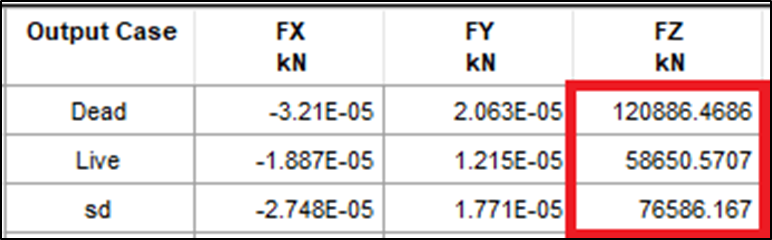 Output Case FX FY FZ
kN kN kN
Dead -3.21E-05 2.063E-05 120886.4686
Live -1.887E-05 1.215E-05 58650.5707
sd -2.748E-05 1.771E-05 76586.167